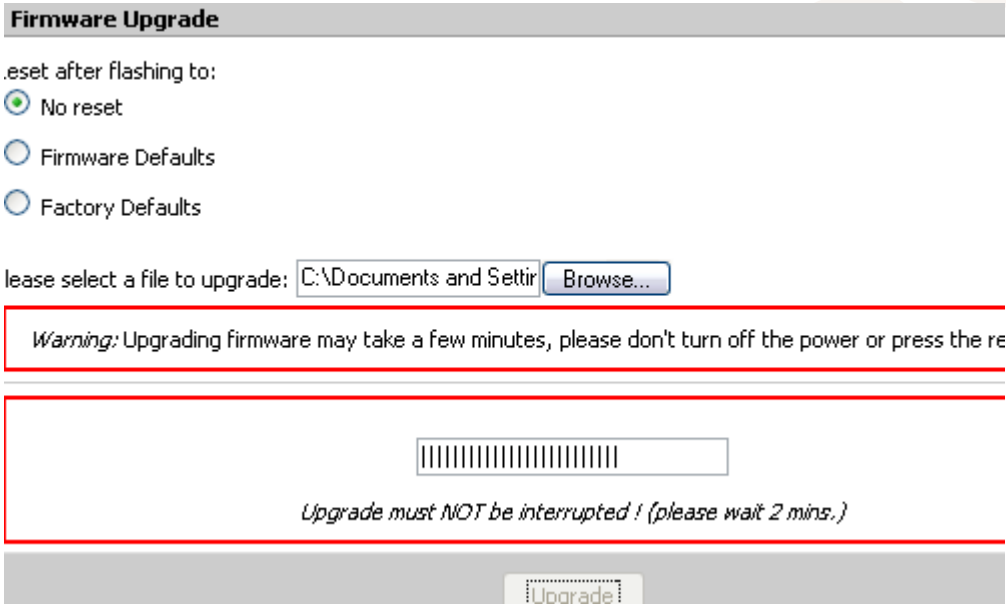 Firmware Upgrade
.eset after flashing to:
No reset
Firmware Defaults
Factory Defaults
lease select a file to upgrade: C:\Documents and Settin Browse...
Warning: Upgrading firmware may take a few minutes, please don't turn off the power or press the re
||||||||||||||||||||||||||
Upgrade must NOT be interrupted ! (please wait 2 mins.)
Upgrade